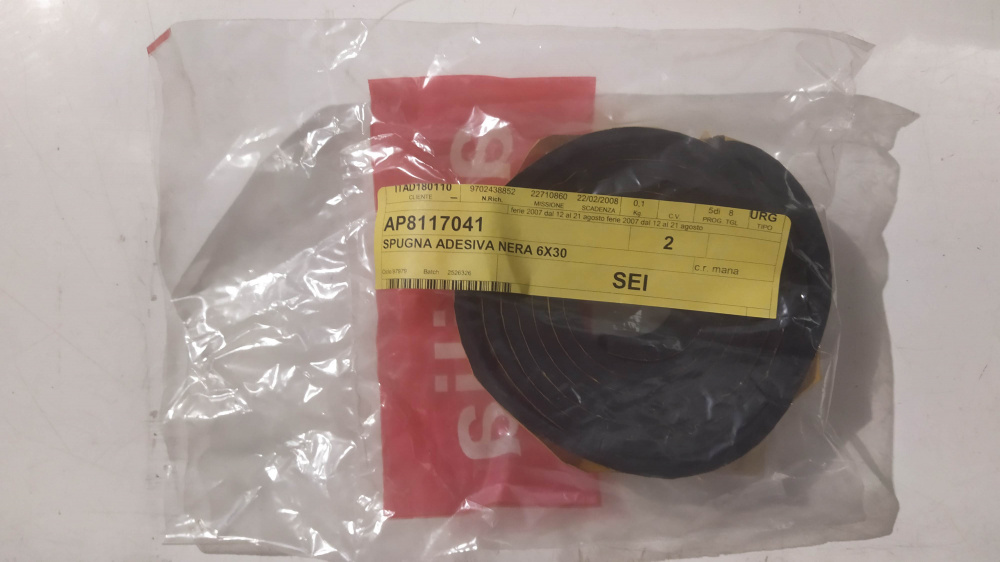 ITAD180110 9702438852 22710860 22/02/2008 0,1 5di 8 URG
CLIENTE — N.Rich. MISSIONE SCADENZA Kg. C.V. PROG. TGL TIPO
ferie 2007 dal 12 al 21 agosto ferie 2007 dal 12 al 21 agosto
AP8117041
SPUGNA ADESIVA NERA 6X30
2
c.r. mana
Batch 2526326
SEI